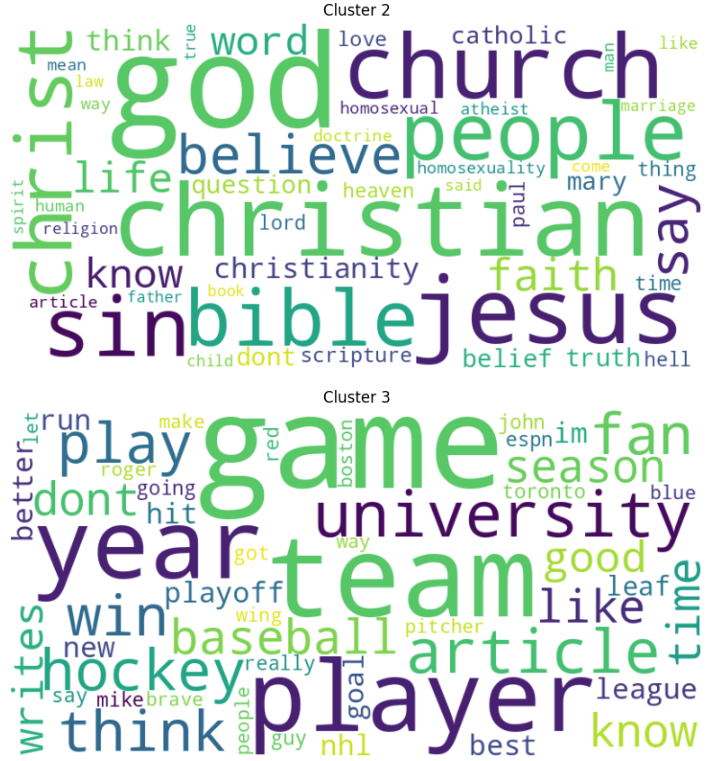 Cluster 2
christ
think
mean
law
way
true
god
word
love
church
catholic
man
like
homosexual
atheist
marriage
doctrine
believe
people
homosexuality
come
thing
life
question
heaven
said
paul
mary
say
spirit
human
religion
christian
lord
know
christianity
faith
time
article
father
book
sin
bible
jesus
child
dont
scripture
belief
truth
hell
Cluster 3
let
run
make
play
game
red
boston
john
espn
im
fan
better
roger
season
dont
going
hit
toronto
blue
university
year
got
team
way
good
playoff
leaf
win
wing
like
time
new
baseball
pitcher
article
writes
hockey
really
goal
league
say
mike
brave
player
think
people
guy
nhl
best
know